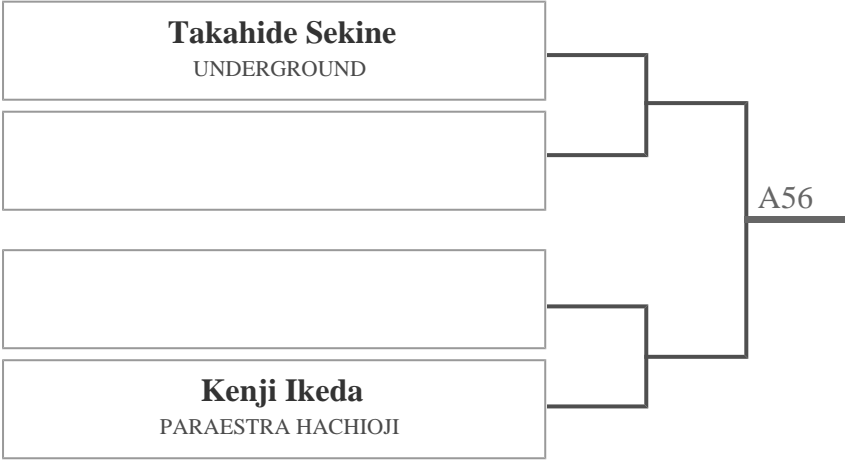 Takahide Sekine
UNDERGROUND
A56
Kenji Ikeda
PARAESTRA HACHIOJI